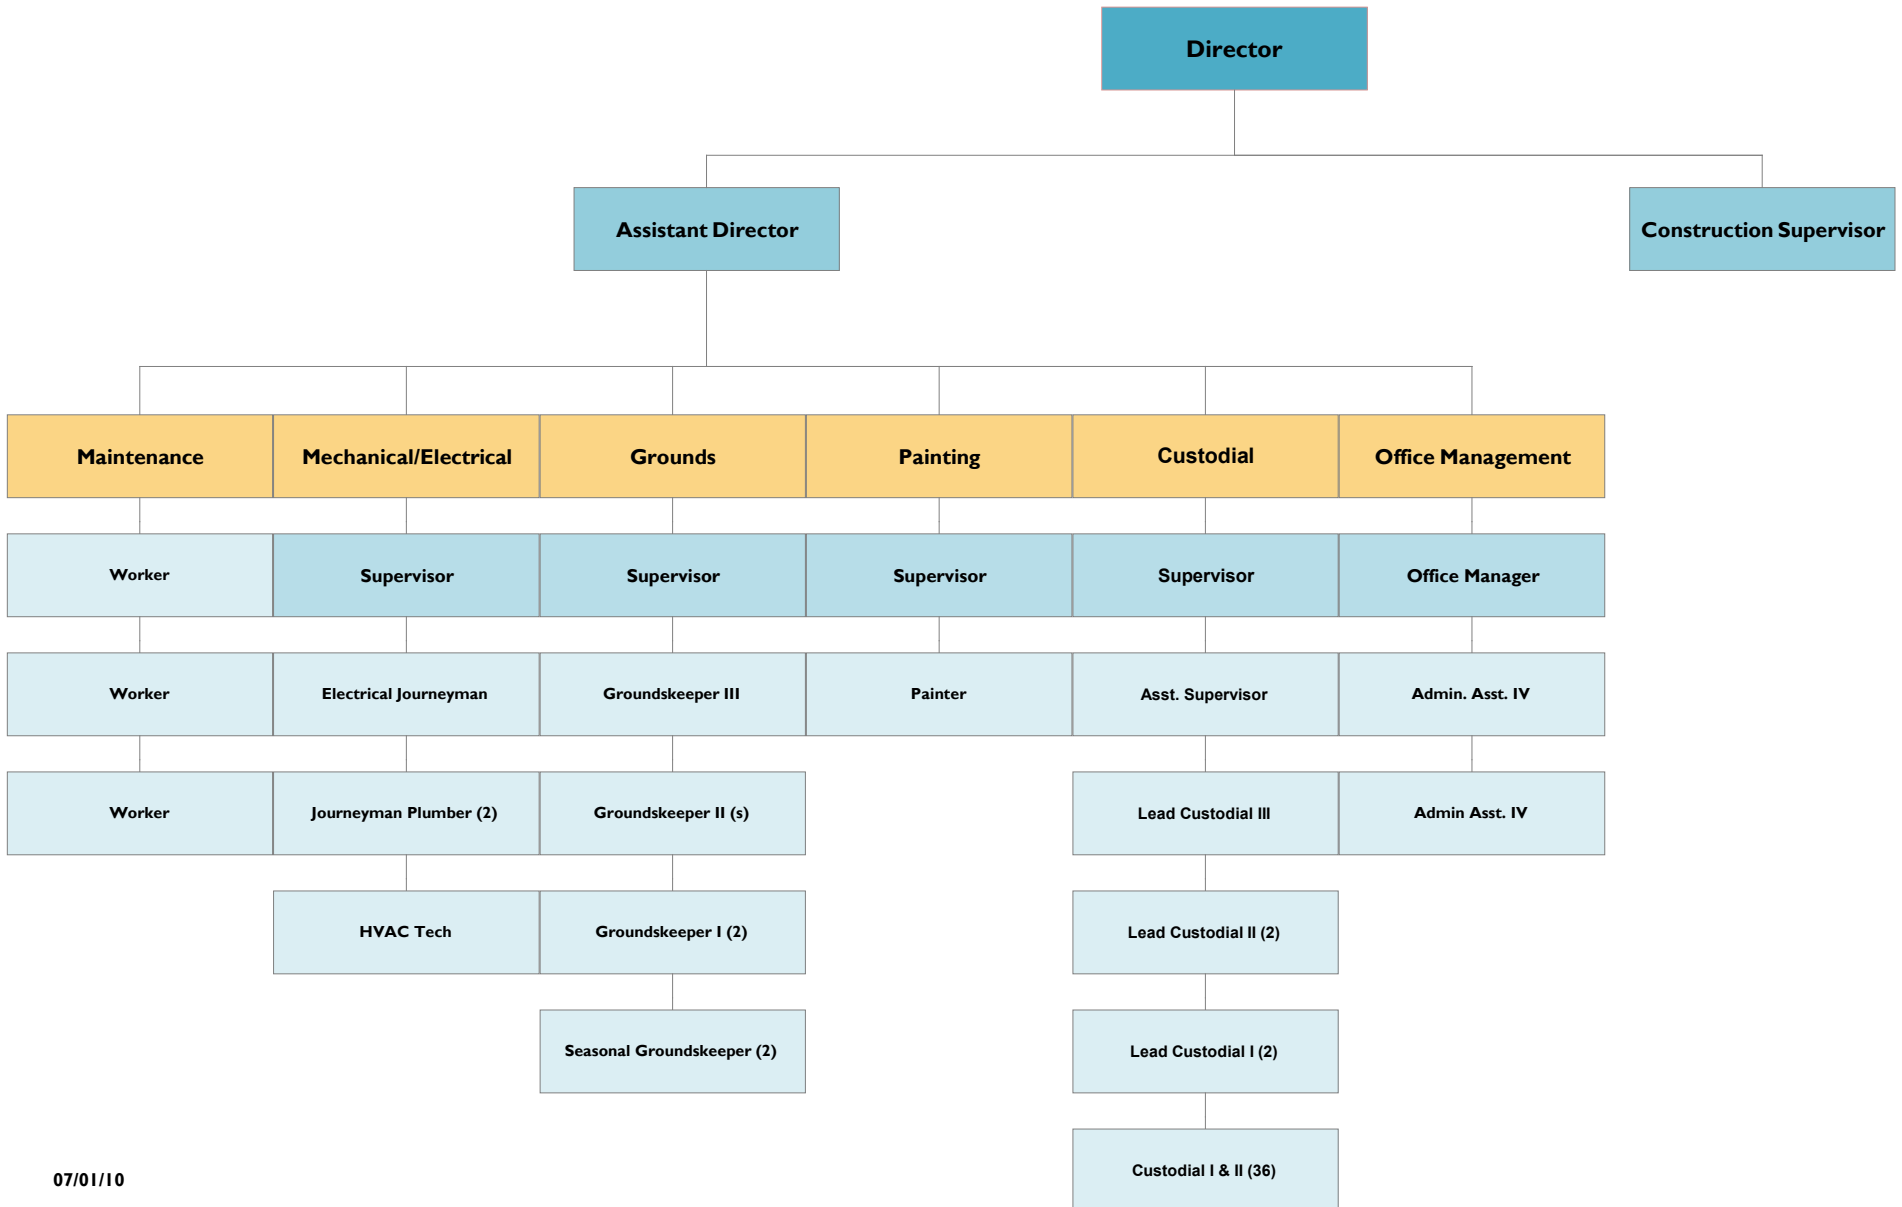 Director
Assistant Director
Construction Supervisor
Maintenance
Mechanical/Electrical
Grounds
Painting
Custodial
Office Management
Worker
Supervisor
Supervisor
Supervisor
Supervisor
Office Manager
Worker
Electrical Journeyman
Groundskeeper III
Painter
Asst. Supervisor
Admin. Asst. IV
Worker
Journeyman Plumber (2)
Groundskeeper II (s)
Lead Custodial III
Admin Asst. IV
HVAC Tech
Groundskeeper I (2)
Lead Custodial II (2)
Seasonal Groundskeeper (2)
Lead Custodial I (2)
Custodial I & II (36)
07/01/10